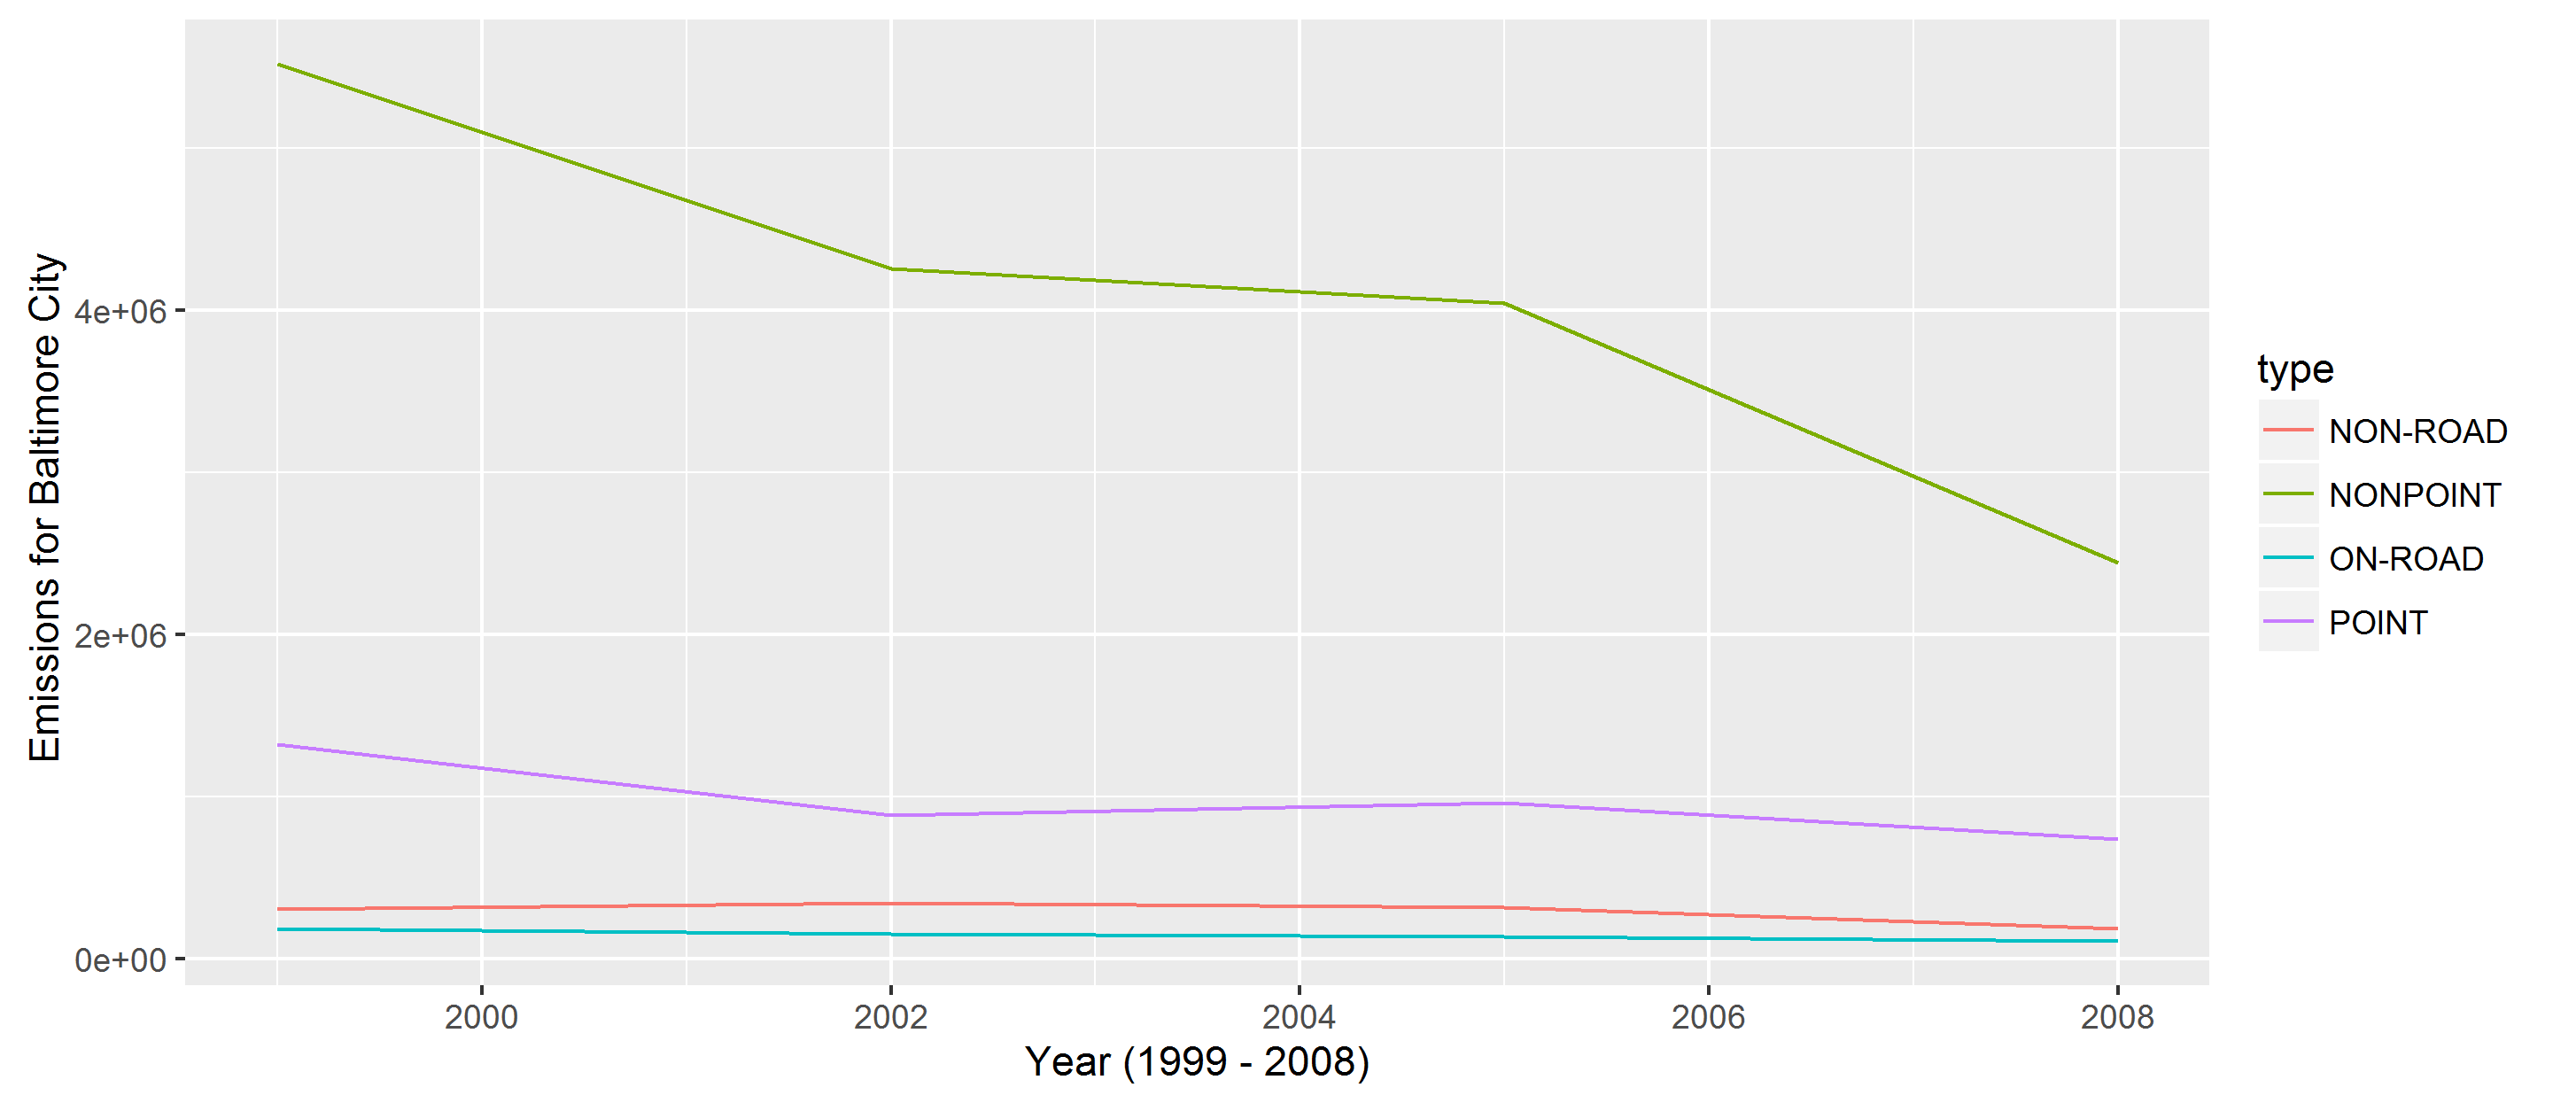 Emissions for Baltimore City
4e+06
2e+06
0e+00
2000
2002
2004
2006
2008
Year (1999 - 2008)
type
NON-ROAD
NONPOINT
ON-ROAD
POINT